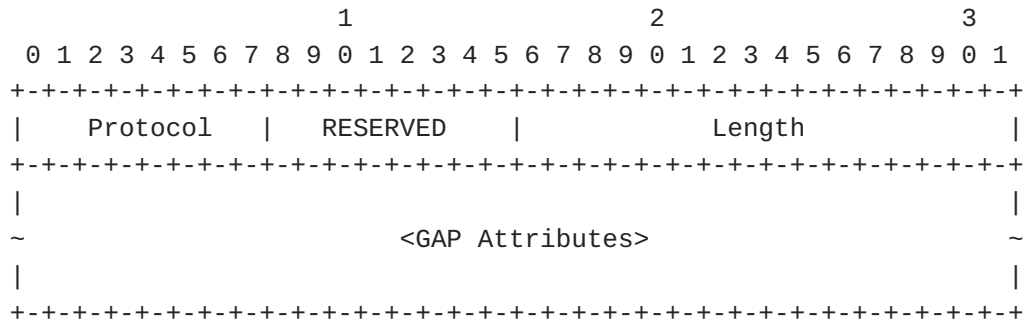 1                   2                   3
 0 1 2 3 4 5 6 7 8 9 0 1 2 3 4 5 6 7 8 9 0 1 2 3 4 5 6 7 8 9 0 1
+-+-+-+-+-+-+-+-+-+-+-+-+-+-+-+-+-+-+-+-+-+-+-+-+-+-+-+-+-+-+-+-+
|    Protocol   |   RESERVED    |            Length             |
+-+-+-+-+-+-+-+-+-+-+-+-+-+-+-+-+-+-+-+-+-+-+-+-+-+-+-+-+-+-+-+-+
|                                                               |
~                        <GAP Attributes>                       ~
|                                                               |
+-+-+-+-+-+-+-+-+-+-+-+-+-+-+-+-+-+-+-+-+-+-+-+-+-+-+-+-+-+-+-+-+